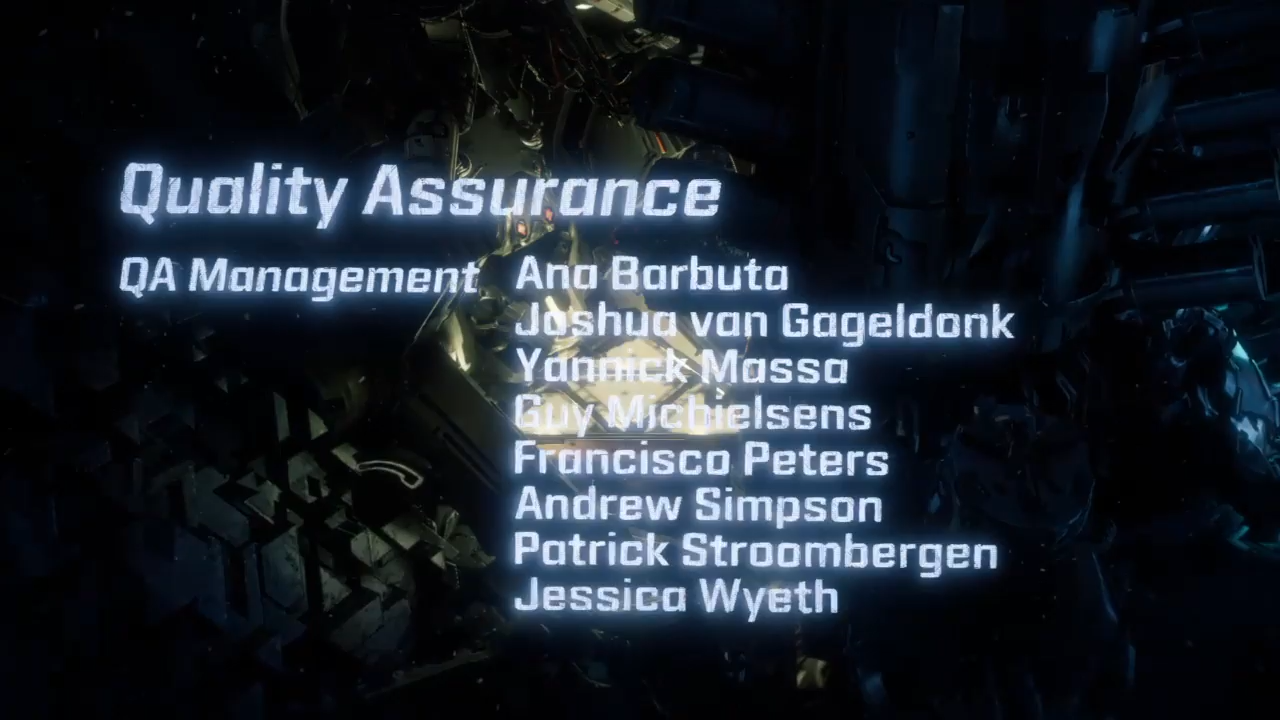 Quality Assurance
QA Management Ana Barbuta
Joshua van Gageldonk
Yannick Massa
Guy Michielsens
Francisco Peters
Andrew Simpson
Patrick Stroombergen
Jessica Wyeth